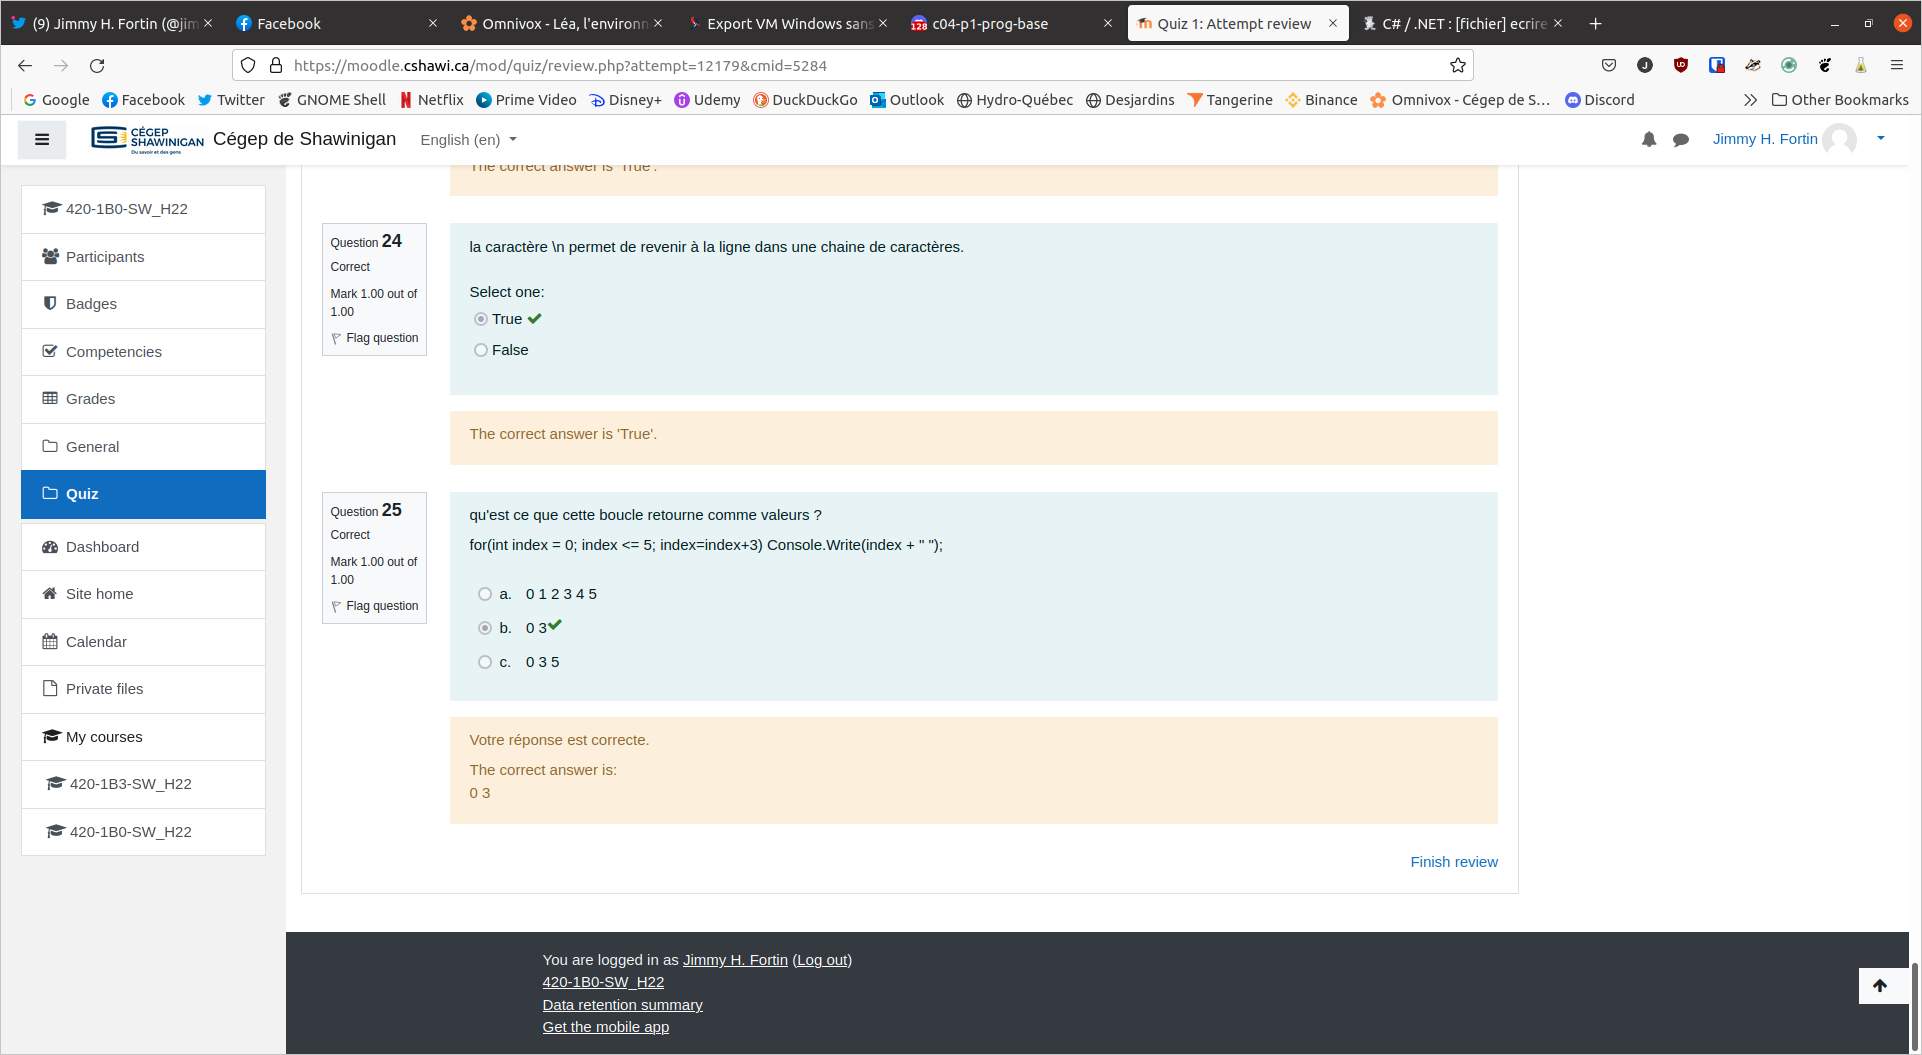 (9) Jimmy H. Fortin (@jim
Facebook
Omnivox - Léa, l'environn
Export VM Windows sans
c04-p1-prog-base
Quiz 1: Attempt review
C# / .NET : [fichier] ecrire
https://moodle.cshawi.ca/mod/quiz/review.php?attempt=12179&cmid=5284
Google
Facebook
Twitter
GNOME Shell
Netflix
Prime Video
Disney+
Udemy
DuckDuckGo
Outlook
Hydro-Québec
Desjardins
Tangerine
Binance
Omnivox - Cégep de S…
Discord
Other Bookmarks
CÉGEP
SHAWINIGAN
Du savoir et des gens
Cégep de Shawinigan
English (en)
Jimmy H. Fortin
420-1B0-SW_H22
Participants
Badges
Competencies
Grades
General
Quiz
Dashboard
Site home
Calendar
Private files
My courses
420-1B3-SW_H22
420-1B0-SW_H22
The correct answer is 'True'.
Question 24
Correct
Mark 1.00 out of
1.00
Flag question
la caractère \n permet de revenir à la ligne dans une chaine de caractères.
Select one:
True
False
The correct answer is 'True'.
Question 25
Correct
Mark 1.00 out of
1.00
Flag question
qu'est ce que cette boucle retourne comme valeurs ?
for(int index = 0; index <= 5; index=index+3) Console.Write(index + " ");
a. 0 1 2 3 4 5
b. 0 3
c. 0 3 5
Votre réponse est correcte.
The correct answer is:
0 3
Finish review
You are logged in as Jimmy H. Fortin (Log out)
420-1B0-SW_H22
Data retention summary
Get the mobile app